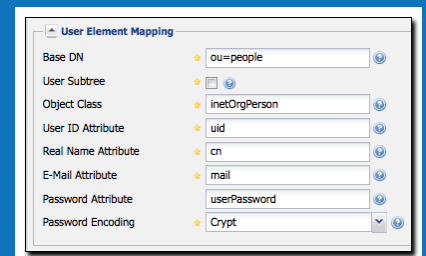 User Element Mapping
Base DN ou=people
User Subtree
Object Class inetOrgPerson
User ID Attribute uid
Real Name Attribute cn
E-Mail Attribute mail
Password Attribute userPassword
Password Encoding Crypt